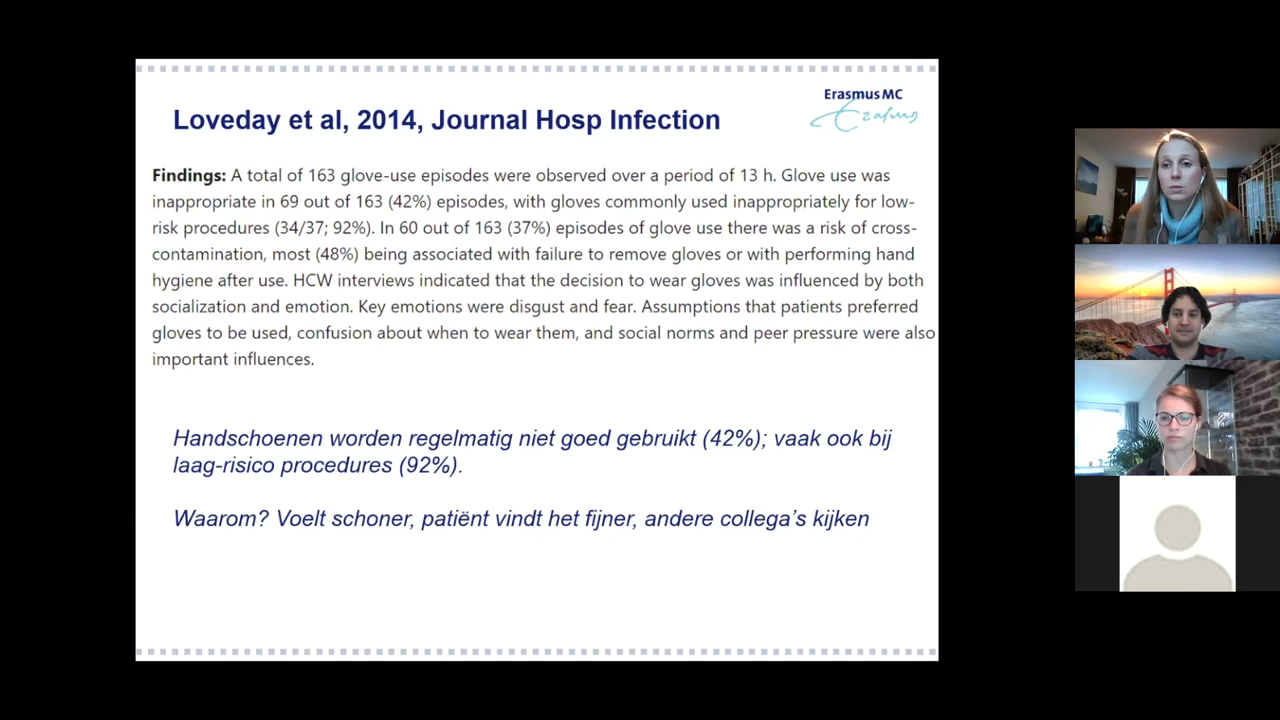 Erasmus MC
Erasmus
Loveday et al, 2014, Journal Hosp Infection
Findings: A total of 163 glove-use episodes were observed over a period of 13 h. Glove use was
inappropriate in 69 out of 163 (42%) episodes, with gloves commonly used inappropriately for low-
risk procedures (34/37; 92%). In 60 out of 163 (37%) episodes of glove use there was a risk of cross-
contamination, most (48%) being associated with failure to remove gloves or with performing hand
hygiene after use. HCW interviews indicated that the decision to wear gloves was influenced by both
socialization and emotion. Key emotions were disgust and fear. Assumptions that patients preferred
gloves to be used, confusion about when to wear them, and social norms and peer pressure were also
important influences.
Handschoenen worden regelmatig niet goed gebruikt (42%); vaak ook bij
laag-risico procedures (92%).
Waarom? Voelt schoner, patiënt vindt het fijner, andere collega's kijken